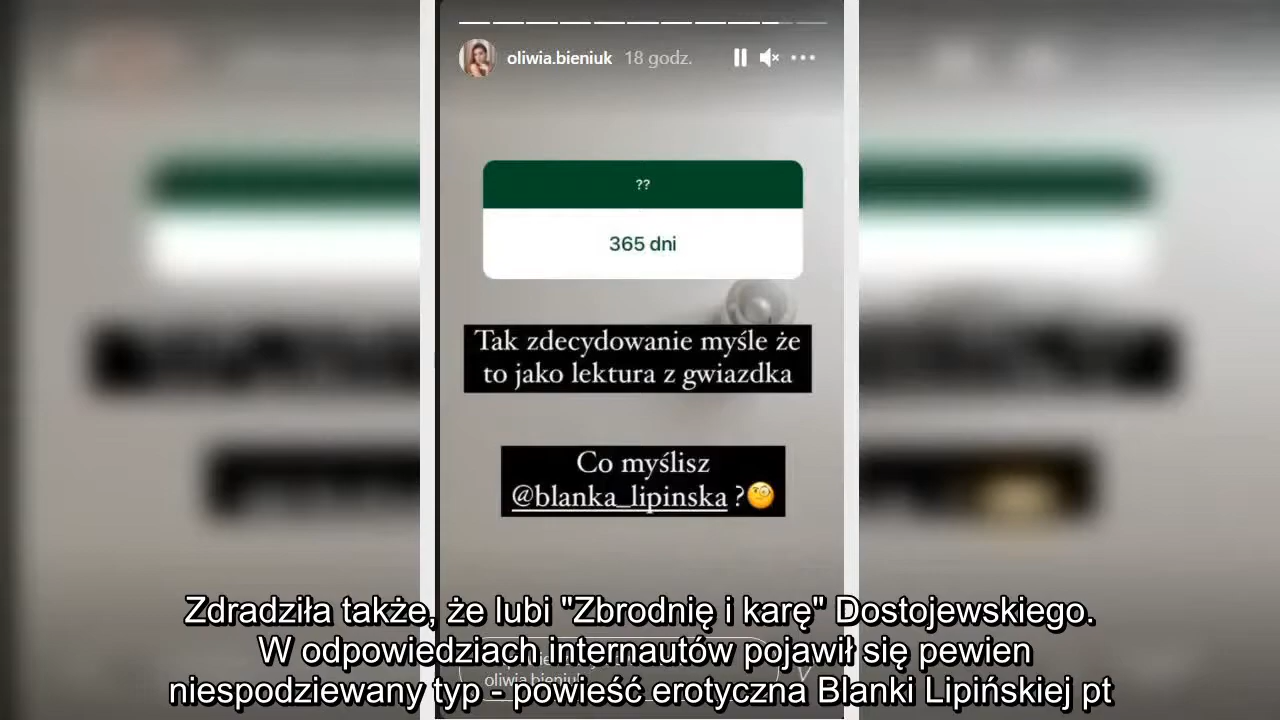 oliwia.bieniuk 18 godz.
??
365 dni
Tak zdecydowanie myśle że
to jako lektura z gwiazdka
Co myślisz
@blanka_lipinska ?🧐
Zdradziła także, że lubi "Zbrodnię i karę" Dostojewskiego.
W odpowiedziach internautów pojawił się pewien
niespodziewany typ - powieść erotyczna Blanki Lipińskiej pt